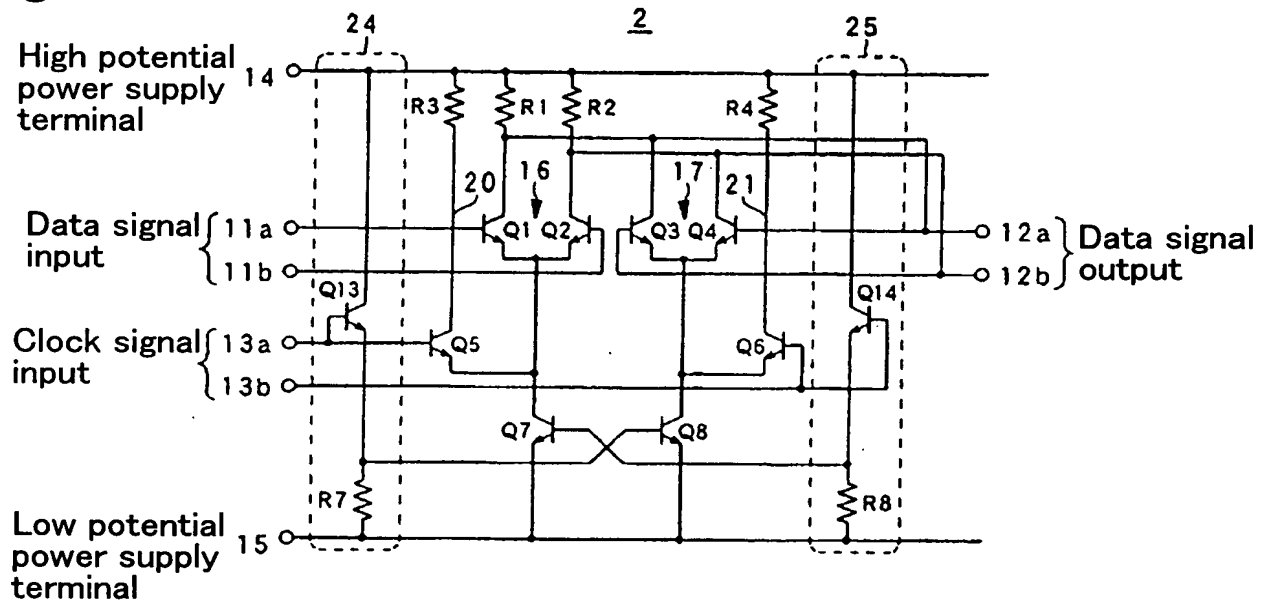 24
2
25
High potential
power supply
terminal
14
R3
R1
R2
R4
20
16
17
21
Data signal
input
11a
11b
Q1
Q2
Q3
Q4
12a
12b
Data signal
output
Q13
Q14
Clock signal
input
13a
13b
Q5
Q6
Q7
Q8
R7
R8
Low potential
power supply
terminal
15